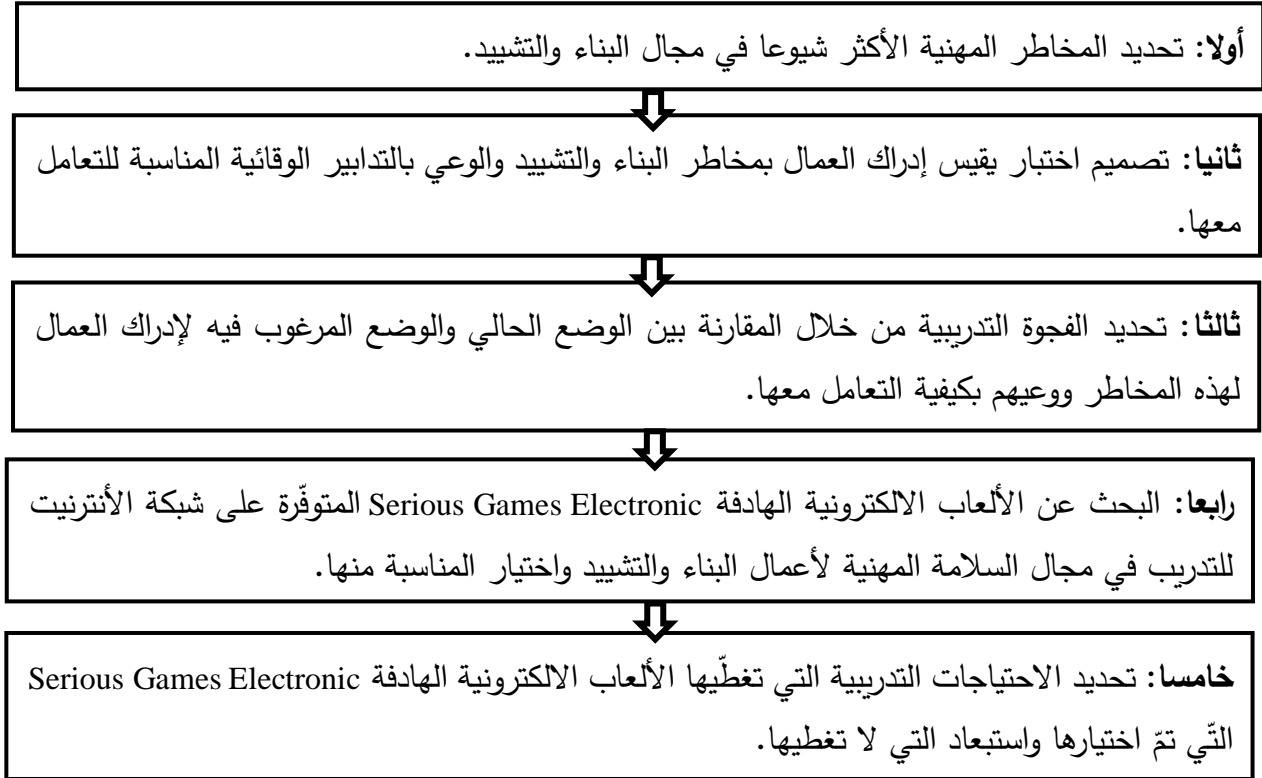 أولا: تحديد المخاطر المهنية الأكثر شيوعا في مجال البناء والتشييد.
ثانيا: تصميم اختبار يقيس إدراك العمال بمخاطر البناء والتشييد والوعي بالتدابير الوقائية المناسبة للتعامل
معها.
ثالثا: تحديد الفجوة التدريبية من خلال المقارنة بين الوضع الحالي والوضع المرغوب فيه لإدراك العمال
لهذه المخاطر ووعيهم بكيفية التعامل معها.
رابعا: البحث عن الألعاب الالكترونية الهادفة Serious Games Electronic المتوفّرة على شبكة الأنترنيت
للتدريب في مجال السلامة المهنية لأعمال البناء والتشييد واختيار المناسبة منها.
خامسا: تحديد الاحتياجات التدريبية التي تغطّيها الألعاب الالكترونية الهادفة Serious Games Electronic
التّي تمّ اختيارها واستبعاد التي لا تغطيها.